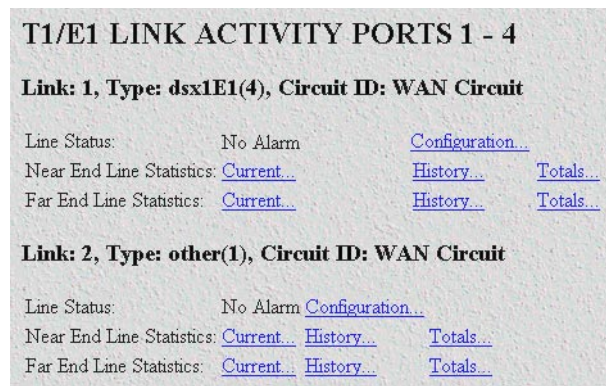 T1/E1 LINK ACTIVITY PORTS 1 - 4
Link: 1, Type: dsx1E1(4), Circuit ID: WAN Circuit
Line Status: No Alarm Configuration...
Near End Line Statistics: Current... History... Totals...
Far End Line Statistics: Current... History... Totals...
Link: 2, Type: other(1), Circuit ID: WAN Circuit
Line Status: No Alarm Configuration...
Near End Line Statistics: Current... History... Totals...
Far End Line Statistics: Current... History... Totals...